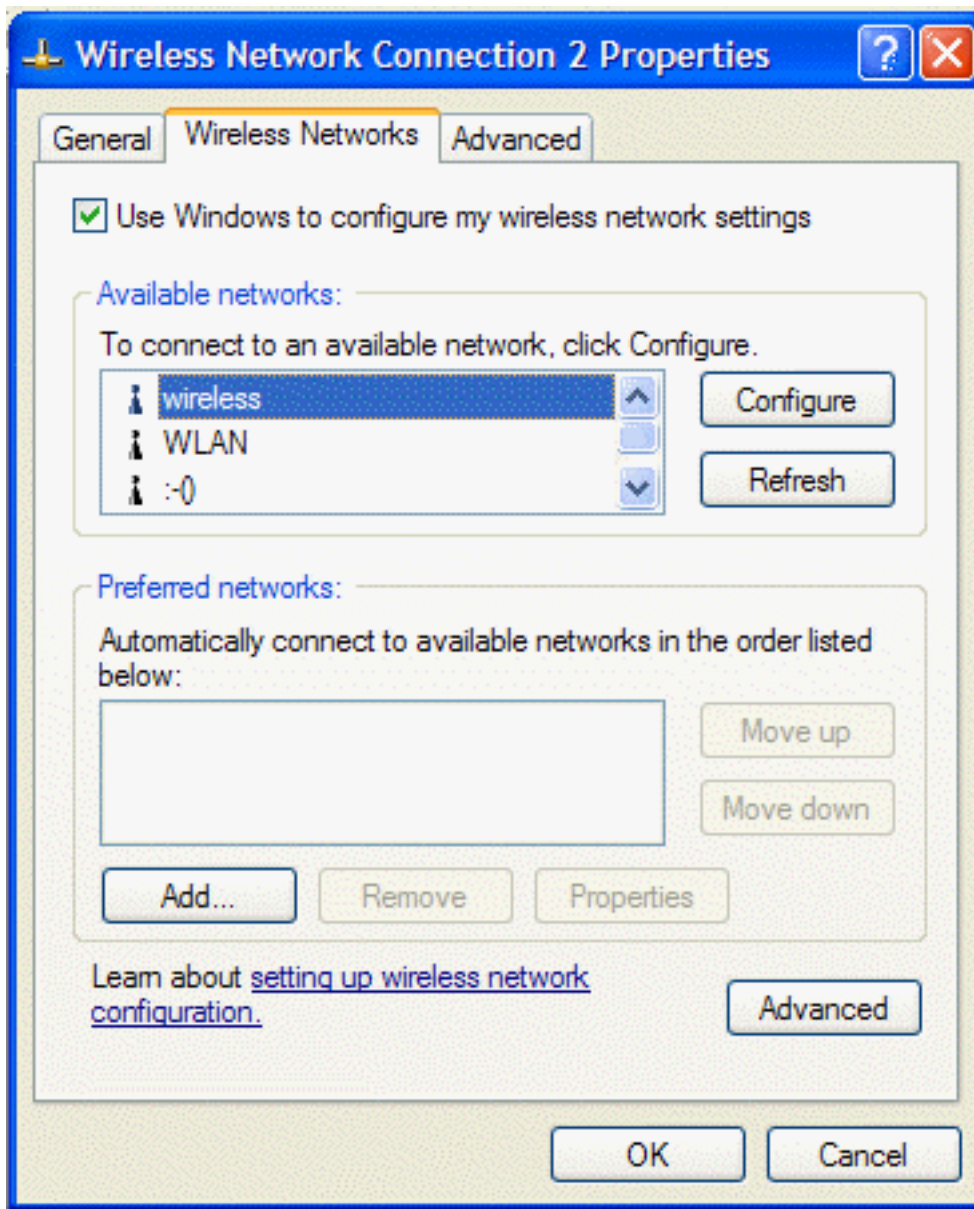 Wireless Network Connection 2 Properties
General Wireless Networks Advanced
Use Windows to configure my wireless network settings
Available networks:
To connect to an available network, click Configure.
wireless
WLAN
:-()
Configure
Refresh
Preferred networks:
Automatically connect to available networks in the order listed
below:
Move up
Move down
Add... Remove Properties
Learn about setting up wireless network
configuration.
Advanced
OK Cancel